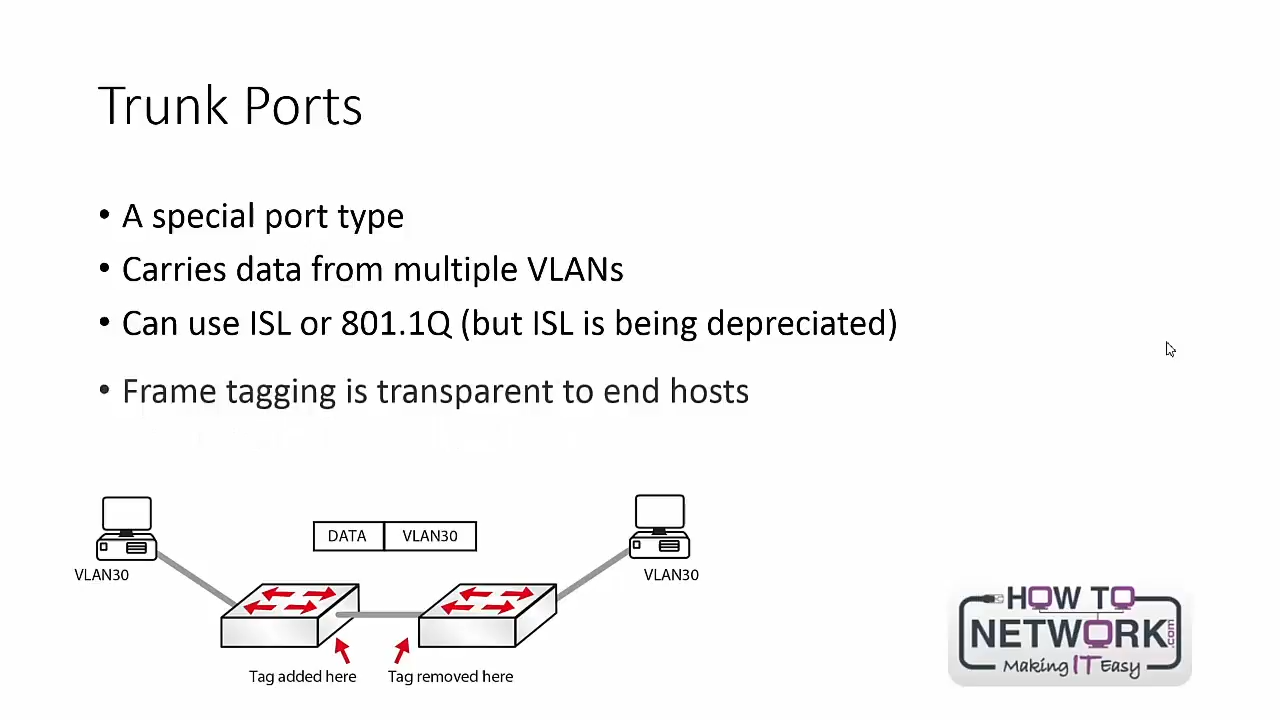 Trunk Ports
• A special port type
• Carries data from multiple VLANs
• Can use ISL or 801.1Q (but ISL is being depreciated)
• Frame tagging is transparent to end hosts
DATA VLAN30
VLAN30
VLAN30
Tag added here
Tag removed here
HOW TO
NETWORK.com
Making IT Easy